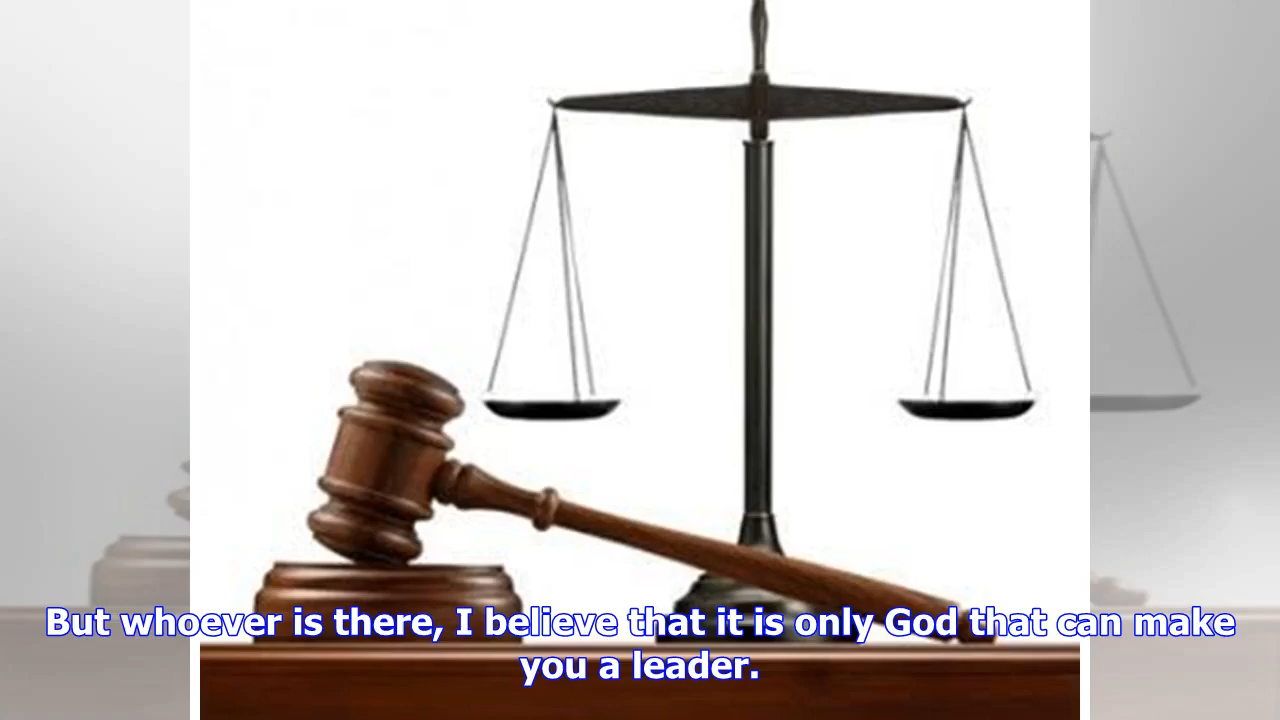 But whoever is there, I believe that it is only God that can make
you a leader.